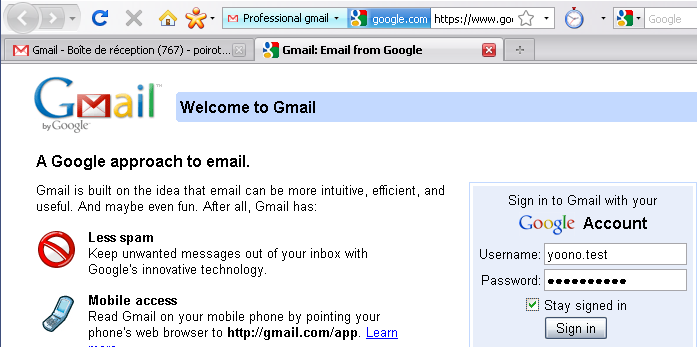 Professional gmail google.com https://www.go Google
Gmail - Boîte de réception (767) - poirot... Gmail: Email from Google
Gmail™
by Google
Welcome to Gmail
A Google approach to email.
Gmail is built on the idea that email can be more intuitive, efficient, and
useful. And maybe even fun. After all, Gmail has:
Less spam
Keep unwanted messages out of your inbox with
Google's innovative technology.
Mobile access
Read Gmail on your mobile phone by pointing your
phone's web browser to http://gmail.com/app. Learn
Sign in to Gmail with your
Google Account
Username: yoono.test
Password: ●●●●●●●●●●
Stay signed in
Sign in